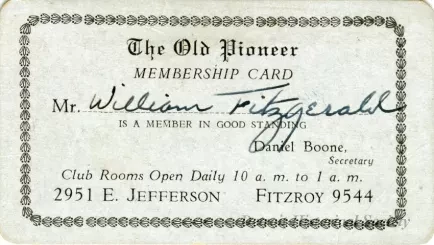 The Old Pioneer
MEMBERSHIP CARD
Mr. William Fitzgerald
IS A MEMBER IN GOOD STANDING
Daniel Boone,
Secretary
Club Rooms Open Daily 10 a. m. to 1 a. m.
2951 E. JEFFERSON FITZROY 9544